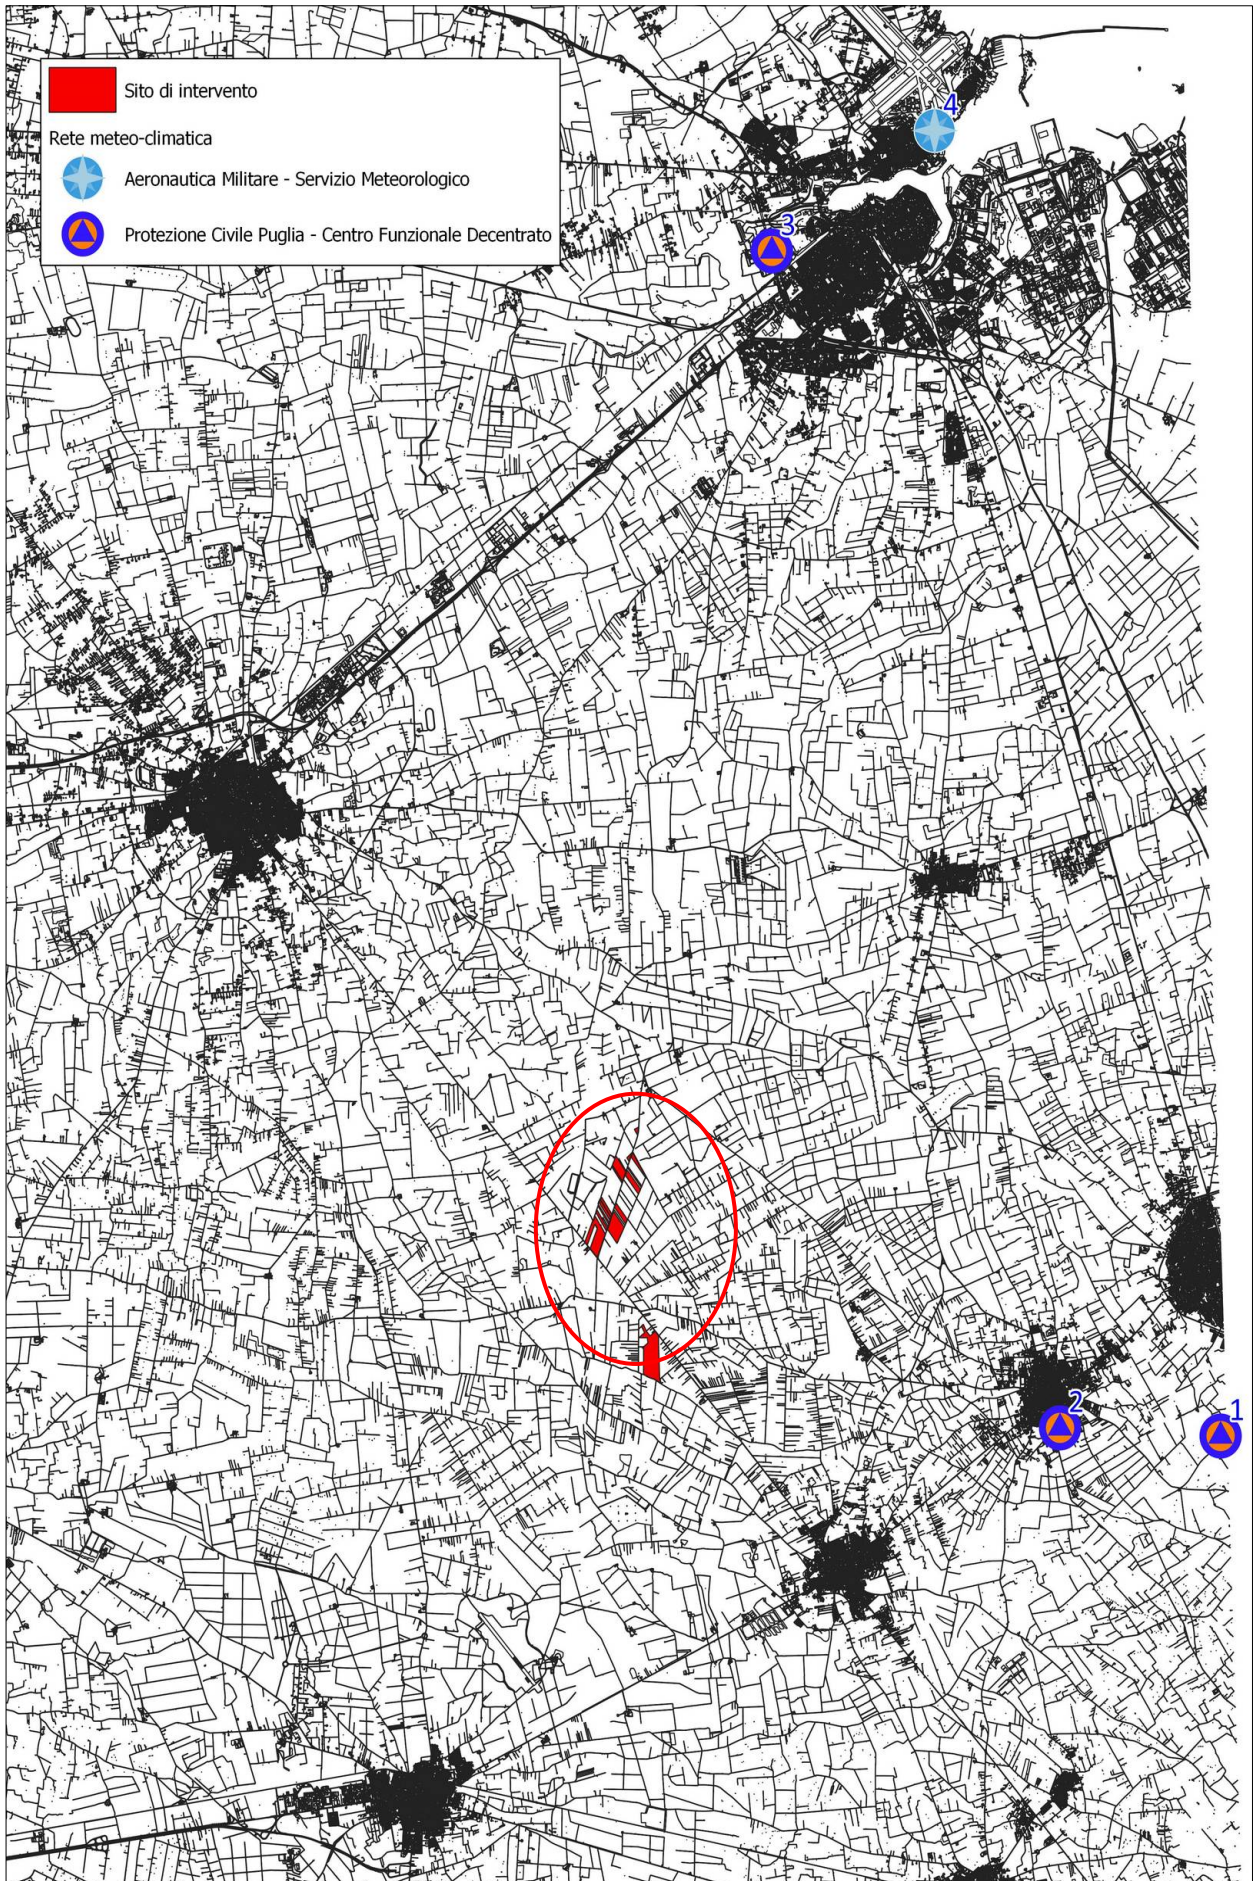 Sito di intervento
Rete meteo-climatica
Aeronautica Militare - Servizio Meteorologico
Protezione Civile Puglia - Centro Funzionale Decentrato
4
3
2
1